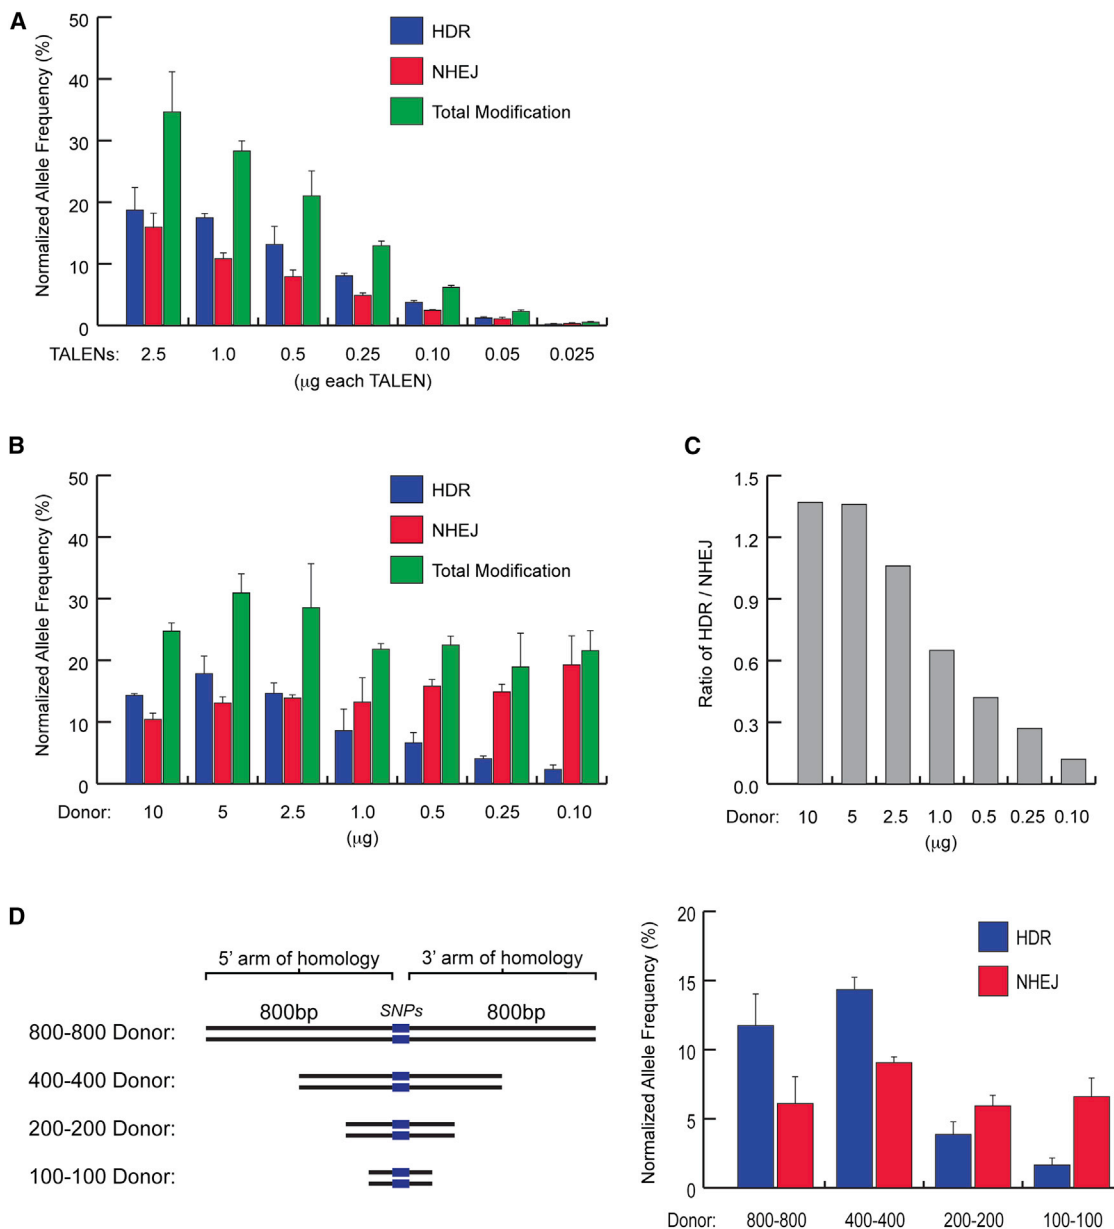 A
Normalized Allele Frequency (%)
50
40
30
20
10
0
HDR
NHEJ
Total Modification
TALENs: 2.5 1.0 0.5 0.25 0.10 0.05 0.025
(μg each TALEN)
B
Normalized Allele Frequency (%)
50
40
30
20
10
0
HDR
NHEJ
Total Modification
Donor: 10 5 2.5 1.0 0.5 0.25 0.10
(μg)
C
Ratio of HDR / NHEJ
1.5
1.2
0.9
0.6
0.3
0.0
Donor: 10 5 2.5 1.0 0.5 0.25 0.10
(μg)
D
5’ arm of homology 3’ arm of homology
800bp SNPs 800bp
800-800 Donor:
400-400 Donor:
200-200 Donor:
100-100 Donor:
Normalized Allele Frequency (%)
20
15
10
5
0
HDR
NHEJ
Donor: 800-800 400-400 200-200 100-100